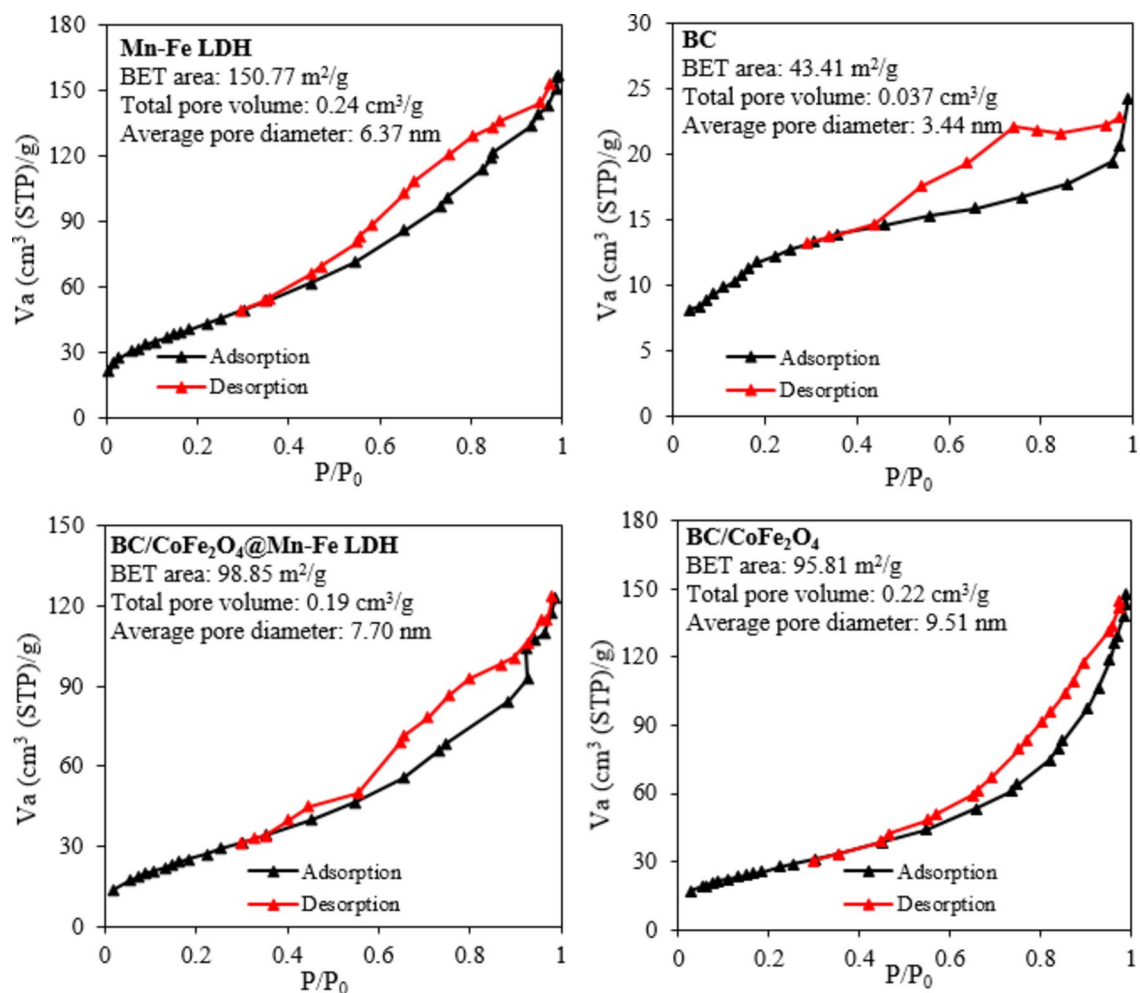 Mn-Fe LDH
BET area: 150.77 m²/g
Total pore volume: 0.24 cm³/g
Average pore diameter: 6.37 nm
180
150
120
90
60
30
0
Va (cm³ (STP)/g)
Adsorption
Desorption
0
0.2
0.4
0.6
0.8
1
P/P₀
BC
BET area: 43.41 m²/g
Total pore volume: 0.037 cm³/g
Average pore diameter: 3.44 nm
30
25
20
15
10
5
0
Va (cm³ (STP)/g)
Adsorption
Desorption
0
0.2
0.4
0.6
0.8
1
P/P₀
BC/CoFe₂O₄@Mn-Fe LDH
BET area: 98.85 m²/g
Total pore volume: 0.19 cm³/g
Average pore diameter: 7.70 nm
150
120
90
60
30
0
Va (cm³ (STP)/g)
Adsorption
Desorption
0
0.2
0.4
0.6
0.8
1
P/P₀
BC/CoFe₂O₄
BET area: 95.81 m²/g
Total pore volume: 0.22 cm³/g
Average pore diameter: 9.51 nm
180
150
120
90
60
30
0
Va (cm³ (STP)/g)
Adsorption
Desorption
0
0.2
0.4
0.6
0.8
1
P/P₀